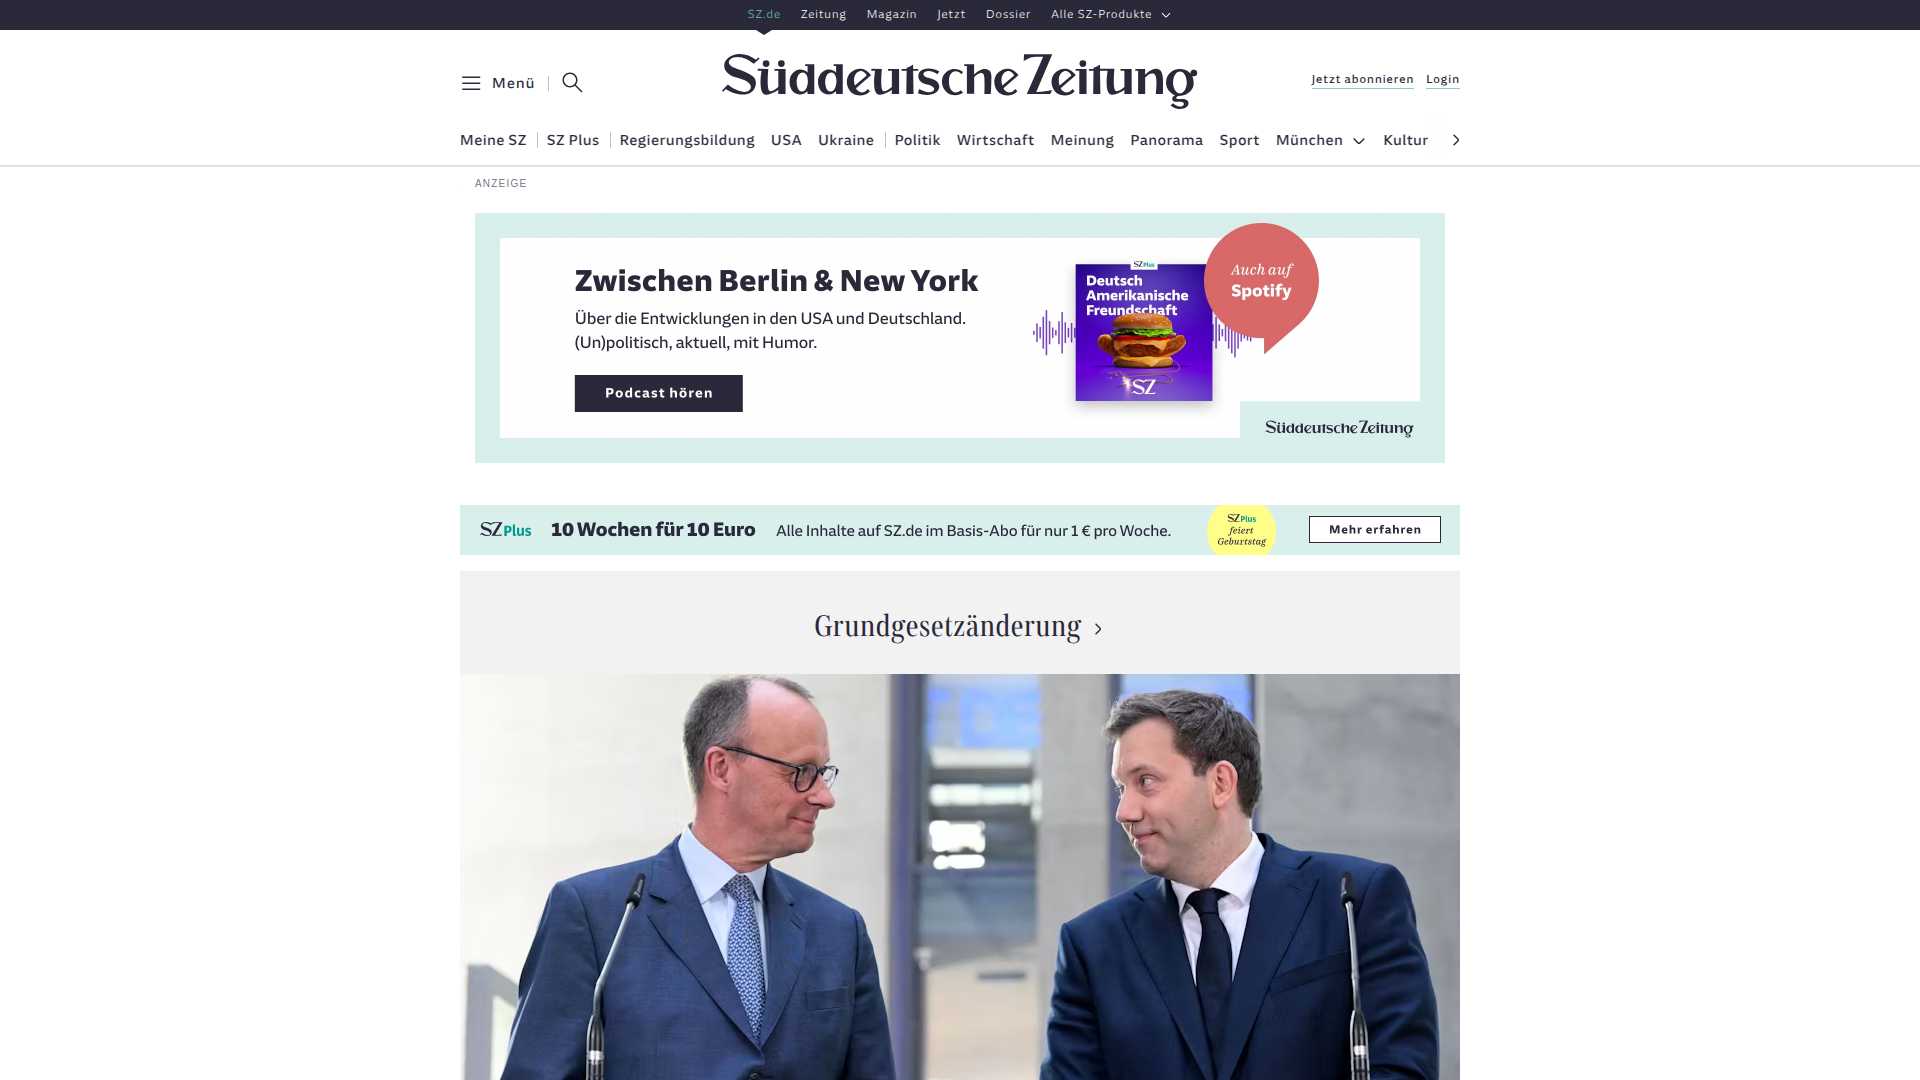 SZ.de Zeitung Magazin Jetzt Dossier Alle SZ-Produkte
Menü
Süddeutsche Zeitung
Jetzt abonnieren Login
Meine SZ SZ Plus Regierungsbildung USA Ukraine Politik Wirtschaft Meinung Panorama Sport München Kultur
ANZEIGE
Zwischen Berlin & New York
Über die Entwicklungen in den USA und Deutschland.
(Un)politisch, aktuell, mit Humor.
Podcast hören
SZ Plus
Deutsch
Amerikanische
Freundschaft
SZ
Auch auf
Spotify
Süddeutsche Zeitung
SZ Plus 10 Wochen für 10 Euro Alle Inhalte auf SZ.de im Basis-Abo für nur 1 € pro Woche.
SZ Plus
feiert
Geburtstag
Mehr erfahren
Grundgesetzänderung